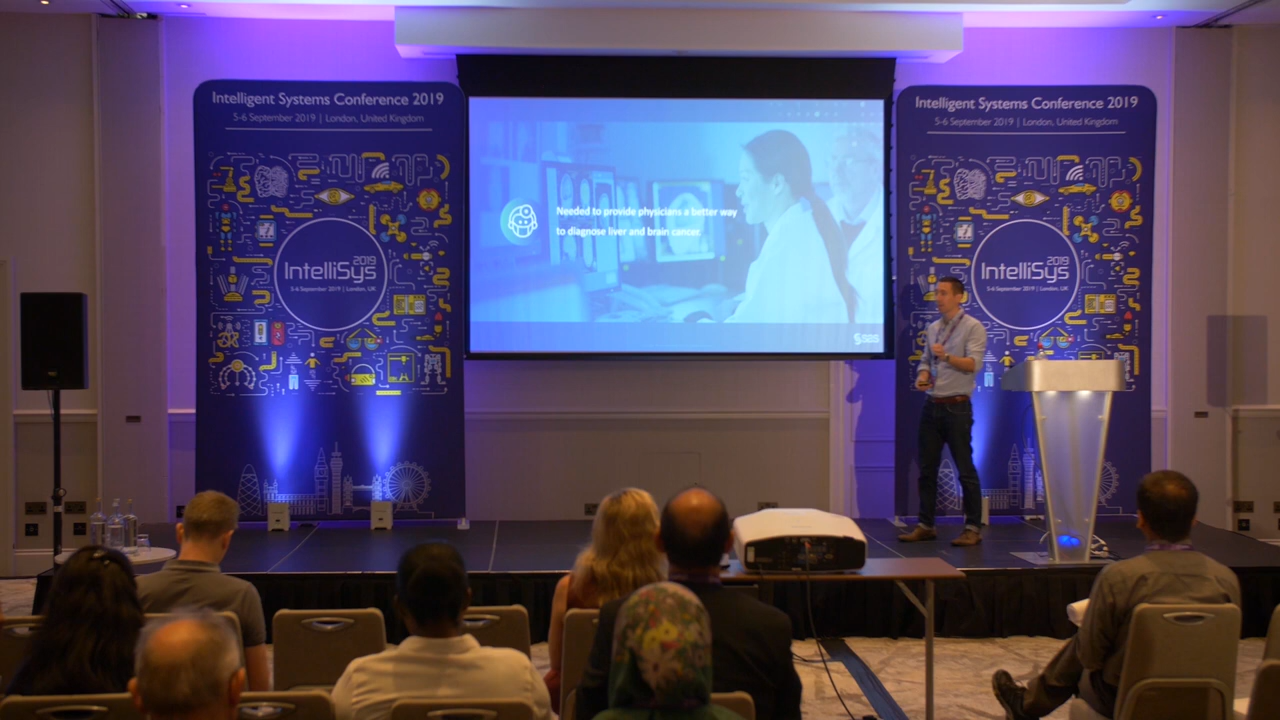 Intelligent Systems Conference 2019
5-6 September 2019 | London, United Kingdom
2019
IntelliSys
5-6 September 2019 | London, UK
Needed to provide physicians a better way
to diagnose liver and brain cancer.
sas
Intelligent Systems Conference 2019
5-6 September 2019 | London, United Kingdom
2019
IntelliSys
5-6 September 2019 | London, UK